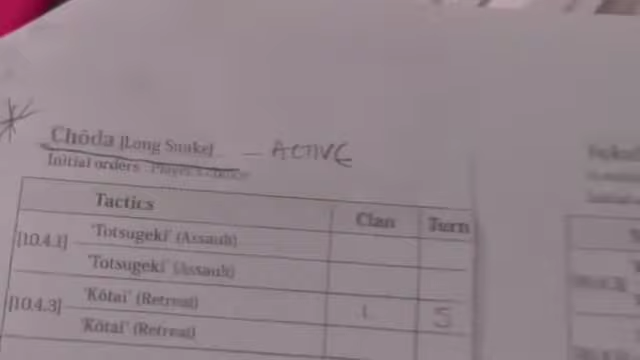 Chôda [Long Snake] - ACTIVE
Initial orders
Tactics Clan Turn
[10.4.1] 'Totsugeki' (Assault)
'Totsugeki' (Assault)
[10.4.3] 'Kōtai' (Retreat) 1 5
'Kōtai' (Retreat)